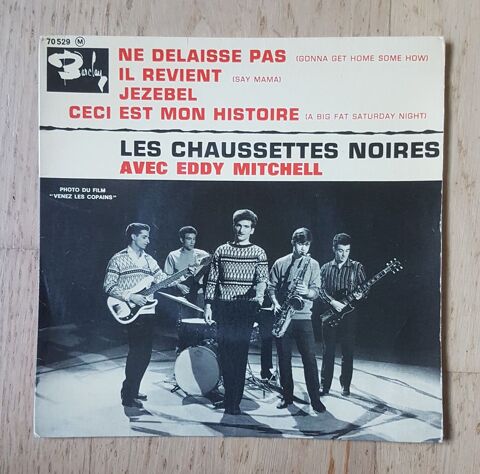 70 529 M
Barclay
NE DELAISSE PAS (GONNA GET HOME SOME HOW)
IL REVIENT (SAY MAMA)
JEZEBEL
CECI EST MON HISTOIRE (A BIG FAT SATURDAY NIGHT)
LES CHAUSSETTES NOIRES
AVEC EDDY MITCHELL
PHOTO DU FILM
"VENEZ LES COPAINS"